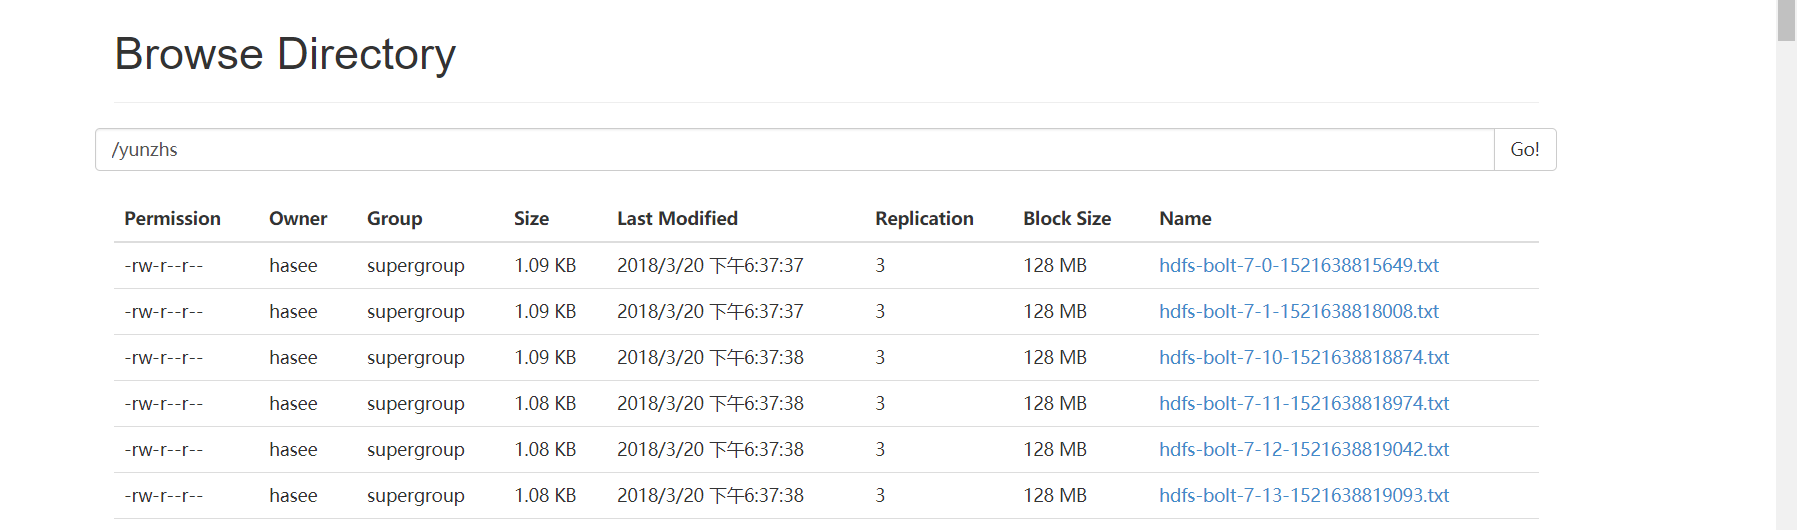 Browse Directory
/yunzhs Go!
Permission Owner Group Size Last Modified Replication Block Size Name
-rw-r--r-- hasee supergroup 1.09 KB 2018/3/20 下午6:37:37 3 128 MB hdfs-bolt-7-0-1521638815649.txt
-rw-r--r-- hasee supergroup 1.09 KB 2018/3/20 下午6:37:37 3 128 MB hdfs-bolt-7-1-1521638818008.txt
-rw-r--r-- hasee supergroup 1.09 KB 2018/3/20 下午6:37:38 3 128 MB hdfs-bolt-7-10-1521638818874.txt
-rw-r--r-- hasee supergroup 1.08 KB 2018/3/20 下午6:37:38 3 128 MB hdfs-bolt-7-11-1521638818974.txt
-rw-r--r-- hasee supergroup 1.08 KB 2018/3/20 下午6:37:38 3 128 MB hdfs-bolt-7-12-1521638819042.txt
-rw-r--r-- hasee supergroup 1.08 KB 2018/3/20 下午6:37:38 3 128 MB hdfs-bolt-7-13-1521638819093.txt